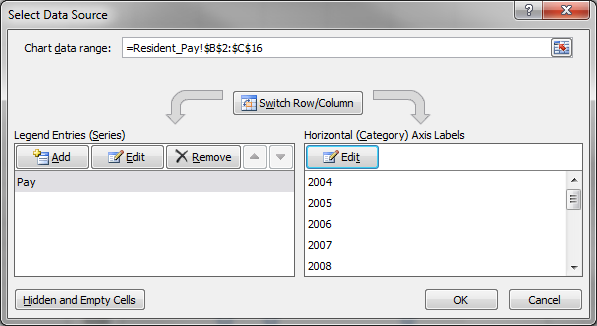 Select Data Source
Chart data range: =Resident_Pay!$B$2:$C$16
Switch Row/Column
Legend Entries (Series)
Add Edit Remove
Pay
Horizontal (Category) Axis Labels
Edit
2004
2005
2006
2007
2008
Hidden and Empty Cells
OK Cancel